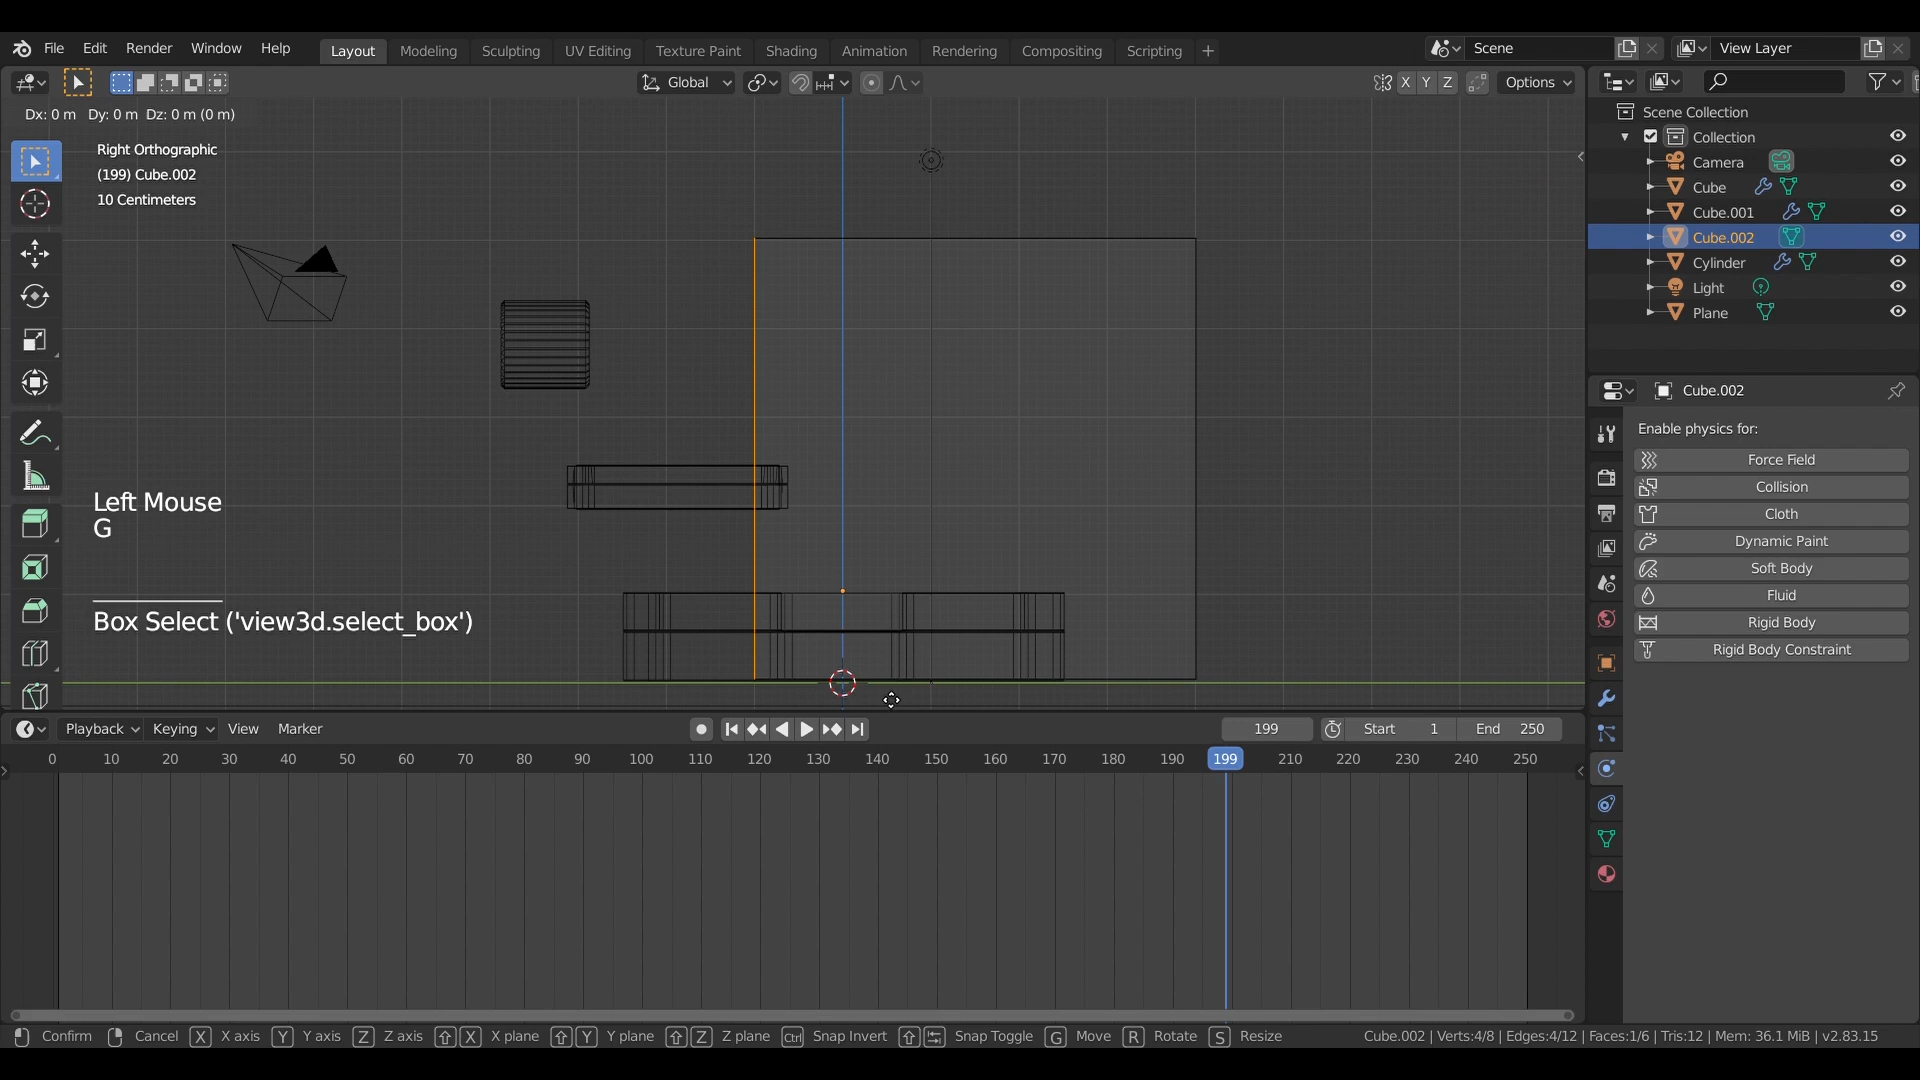 File Edit Render Window Help Layout Modeling Sculpting UV Editing Texture Paint Shading Animation Rendering Compositing Scripting + Scene View Layer
Global X Y Z Options
Dx: 0 m Dy: 0 m Dz: 0 m (0 m)
Right Orthographic
(199) Cube.002
10 Centimeters
Left Mouse
G
Box Select ('view3d.select_box')
Scene Collection
Collection
Camera
Cube
Cube.001
Cube.002
Cylinder
Light
Plane
Cube.002
Enable physics for:
Force Field
Collision
Cloth
Dynamic Paint
Soft Body
Fluid
Rigid Body
Rigid Body Constraint
Playback Keying View Marker 199 Start 1 End 250
0 10 20 30 40 50 60 70 80 90 100 110 120 130 140 150 160 170 180 190 199 210 220 230 240 250
Confirm Cancel X X axis Y Y axis Z Z axis X X plane Y Y plane Z Z plane Ctrl Snap Invert Snap Toggle G Move R Rotate S Resize Cube.002 | Verts:4/8 | Edges:4/12 | Faces:1/6 | Tris:12 | Mem: 36.1 MiB | v2.83.15